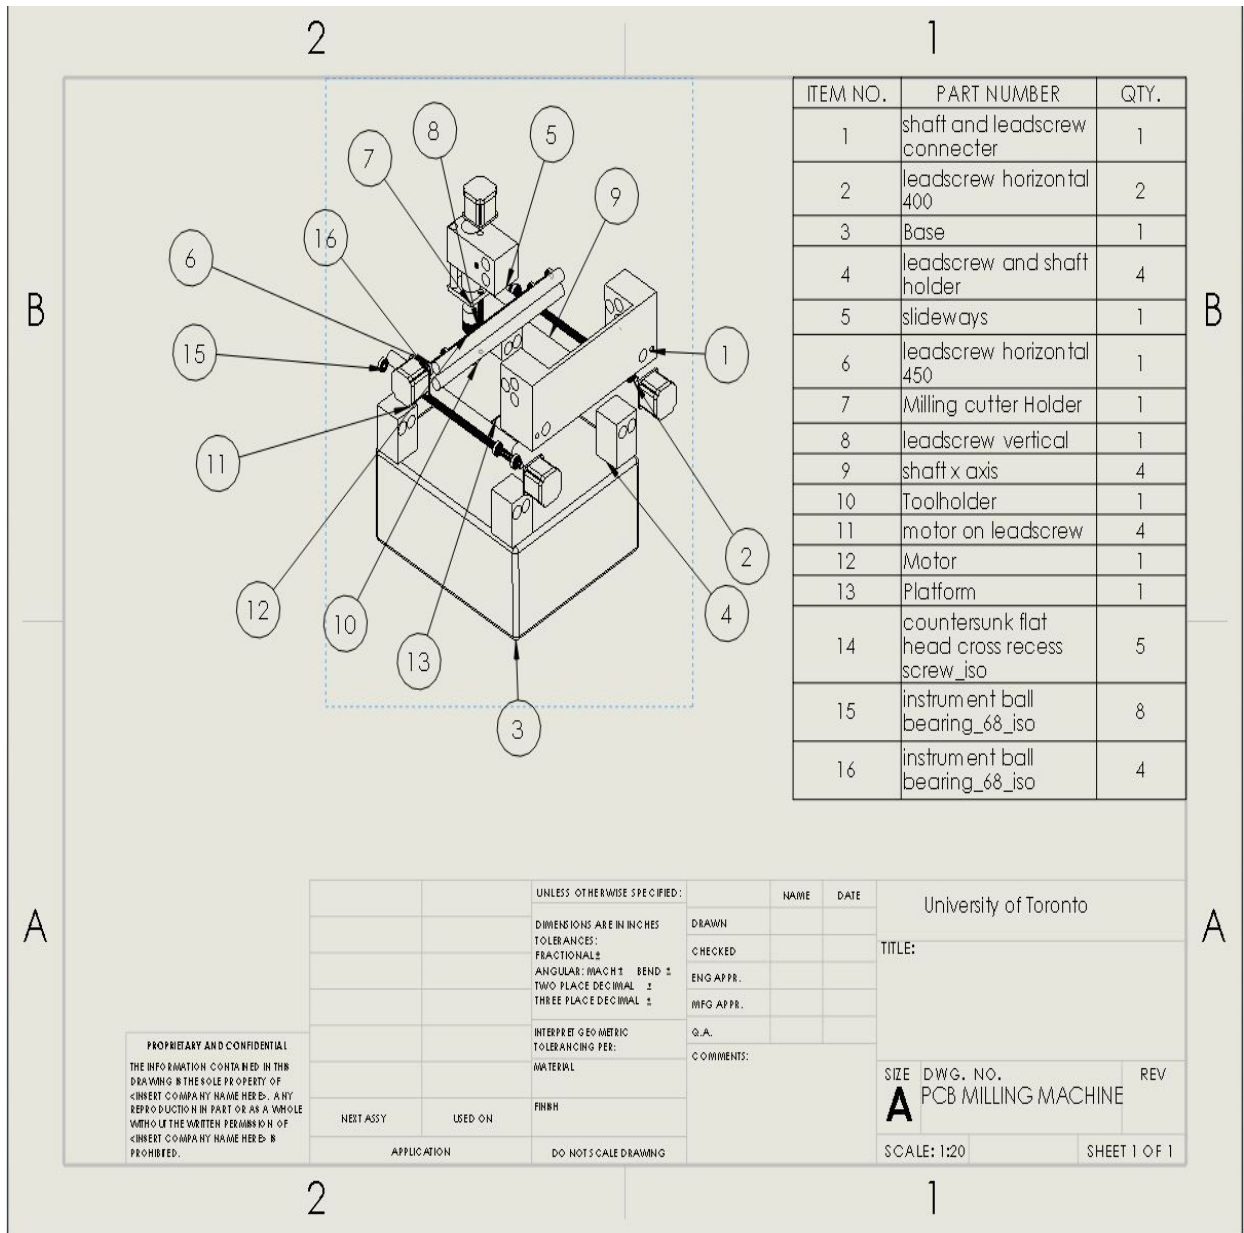 2
1
B
B
A
A
2
1
8
5
7
9
16
6
15
1
11
2
12
10
4
13
3
ITEM NO. PART NUMBER QTY.
1 shaft and leadscrew 1
connecter
2 leadscrew horizontal 2
400
3 Base 1
4 leadscrew and shaft 4
holder
5 slideways 1
6 leadscrew horizontal 1
450
7 Milling cutter Holder 1
8 leadscrew vertical 1
9 shaft x axis 4
10 Toolholder 1
11 motor on leadscrew 4
12 Motor 1
13 Platform 1
14 countersunk flat 5
head cross recess
screw_iso
15 instrument ball 8
bearing_68_iso
16 instrument ball 4
bearing_68_iso
PROPRIETARY AND CONFIDENTIAL
THE INFORMATION CONTAINED IN THIS
DRAWING IS THE SOLE PROPERTY OF
<INSERT COMPANY NAME HERE>. ANY
REPRODUCTION IN PART OR AS A WHOLE
WITHOUT THE WRITTEN PERMISSION OF
<INSERT COMPANY NAME HERE> IS
PROHIBITED.
NEXT ASSY USED ON
APPLICATION
UNLESS OTHERWISE SPECIFIED:
DIMENSIONS ARE IN INCHES
TOLERANCES:
FRACTIONAL ±
ANGULAR: MACH ± BEND ±
TWO PLACE DECIMAL ±
THREE PLACE DECIMAL ±
INTERPRET GEOMETRIC
TOLERANCING PER:
MATERIAL
FINISH
DO NOT SCALE DRAWING
NAME DATE
DRAWN
CHECKED
ENG APPR.
MFG APPR.
Q.A.
COMMENTS:
University of Toronto
TITLE:
SIZE DWG. NO. REV
A PCB MILLING MACHINE
SCALE: 1:20 SHEET 1 OF 1